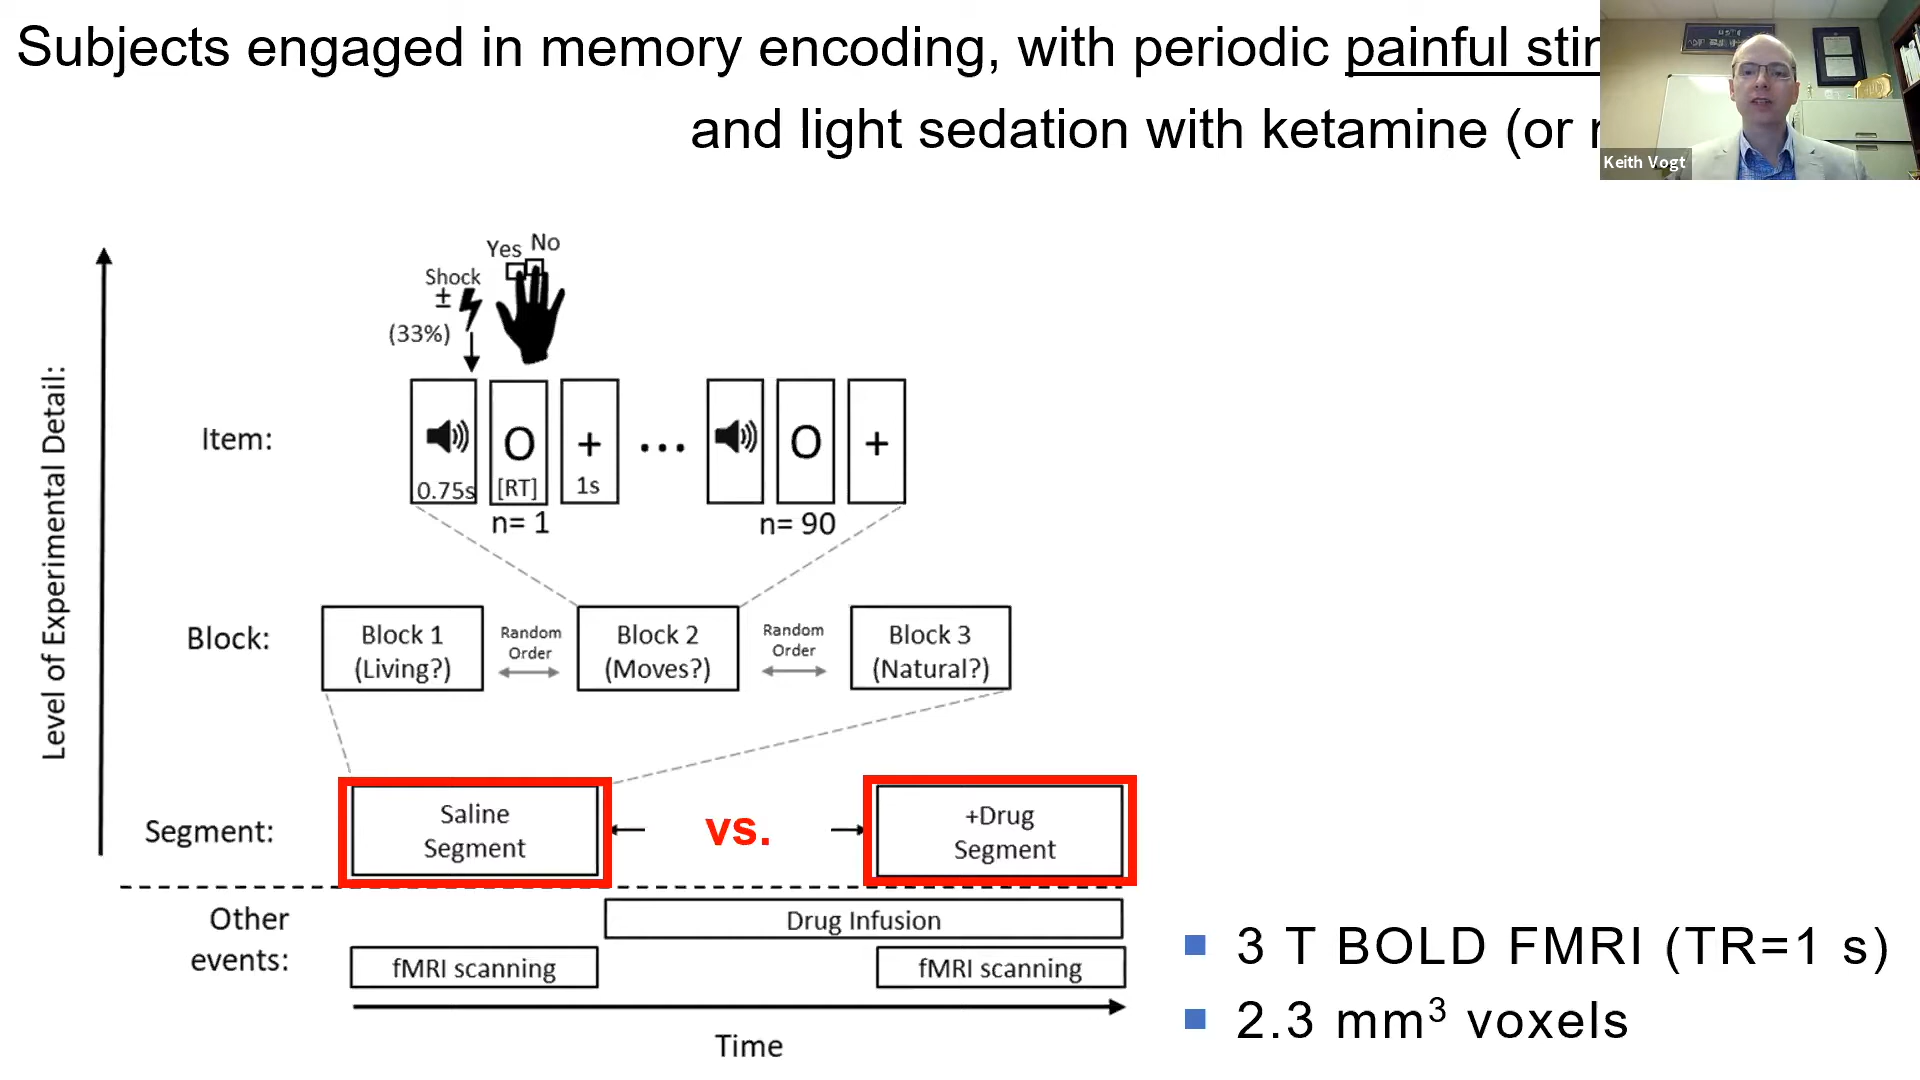 Subjects engaged in memory encoding, with periodic painful
and light sedation with ketamine (or
Keith Vogt
Yes No
Shock
±
(33%)
Level of Experimental Detail:
Item:
O + ... O +
0.75s [RT] 1s
n= 1 n= 90
Block:
Block 1
(Living?)
Random
Order
Block 2
(Moves?)
Random
Order
Block 3
(Natural?)
Segment:
Saline
Segment
vs.
+Drug
Segment
Other
events:
Drug Infusion
fMRI scanning fMRI scanning
Time
3 T BOLD FMRI (TR=1 s)
2.3 mm³ voxels